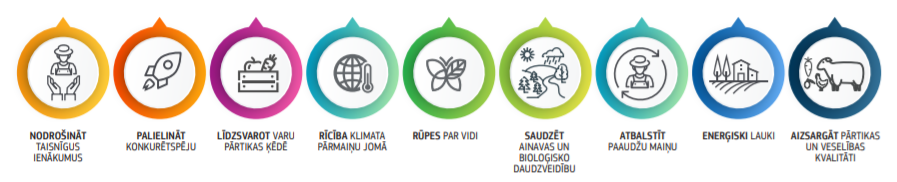 NODROŠINĀT
TAISNĪGUS
IENĀKUMUS
PALIELINĀT
KONKURĒTSPĒJU
LĪDZSVAROT VARU
PĀRTIKAS ĶĒDĒ
RĪCĪBA KLIMATA
PĀRMAIŅU JOMĀ
RŪPES PAR VIDI
SAUDZĒT
AINAVAS UN
BIOLOĢISKO
DAUDZVEIDĪBU
ATBALSTĪT
PAAUDŽU MAIŅU
ENERĢISKI LAUKI
AIZSARGĀT PĀRTIKAS
UN VESELĪBAS
KVALITĀTI